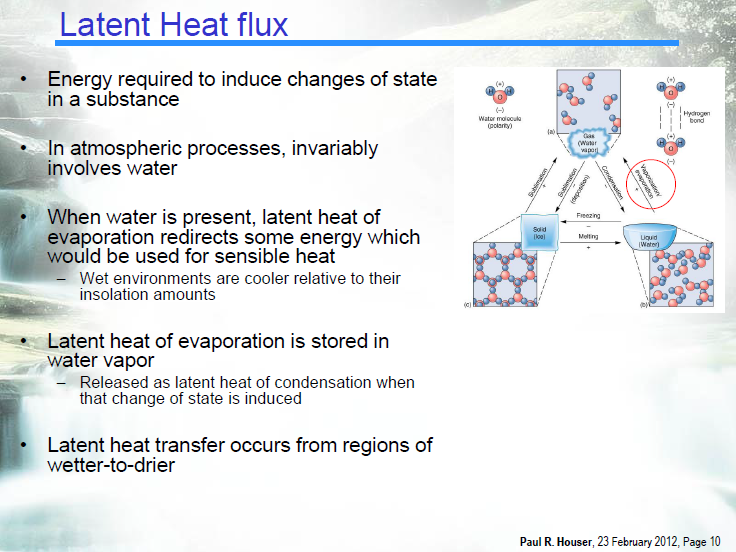 Latent Heat flux
• Energy required to induce changes of state
in a substance
• In atmospheric processes, invariably
involves water
• When water is present, latent heat of
evaporation redirects some energy which
would be used for sensible heat
– Wet environments are cooler relative to their
insolation amounts
• Latent heat of evaporation is stored in
water vapor
– Released as latent heat of condensation when
that change of state is induced
• Latent heat transfer occurs from regions of
wetter-to-drier
(+)
H H
O
(–)
Water molecule
(polarity)
(a)
Gas
(Water
vapor)
(+)
H H
O
(–)
Hydrogen
bond
(+)
H H
O
(–)
Sublimation
+
Sublimation
–
(deposition)
Condensation
–
Vaporization/
evaporation
+
Freezing
–
Melting
+
Solid
(Ice)
Liquid
(Water)
(c)
(b)
Paul R. Houser, 23 February 2012, Page 10